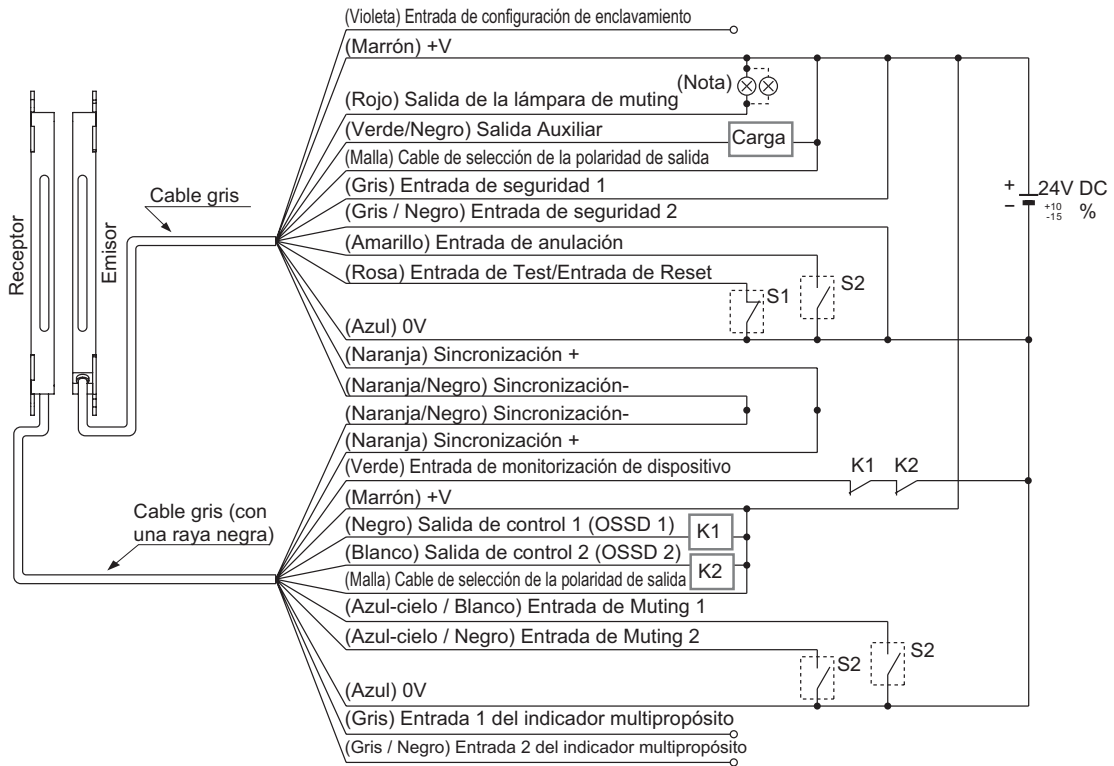 (Violeta) Entrada de configuración de enclavamiento
(Marrón) +V
(Nota)
(Rojo) Salida de la lámpara de muting
(Verde/Negro) Salida Auxiliar
Carga
(Malla) Cable de selección de la polaridad de salida
(Gris) Entrada de seguridad 1
(Gris / Negro) Entrada de seguridad 2
(Amarillo) Entrada de anulación
(Rosa) Entrada de Test/Entrada de Reset
S1
S2
(Azul) 0V
(Naranja) Sincronización +
(Naranja/Negro) Sincronización-
+
−
24V DC
+10
-15 %
Receptor
Emisor
Cable gris
(Naranja/Negro) Sincronización-
(Naranja) Sincronización +
(Verde) Entrada de monitorización de dispositivo
K1 K2
(Marrón) +V
(Negro) Salida de control 1 (OSSD 1)
K1
(Blanco) Salida de control 2 (OSSD 2)
K2
(Malla) Cable de selección de la polaridad de salida
(Azul-cielo / Blanco) Entrada de Muting 1
(Azul-cielo / Negro) Entrada de Muting 2
S2
S2
(Azul) 0V
(Gris) Entrada 1 del indicador multipropósito
(Gris / Negro) Entrada 2 del indicador multipropósito
Cable gris (con
una raya negra)